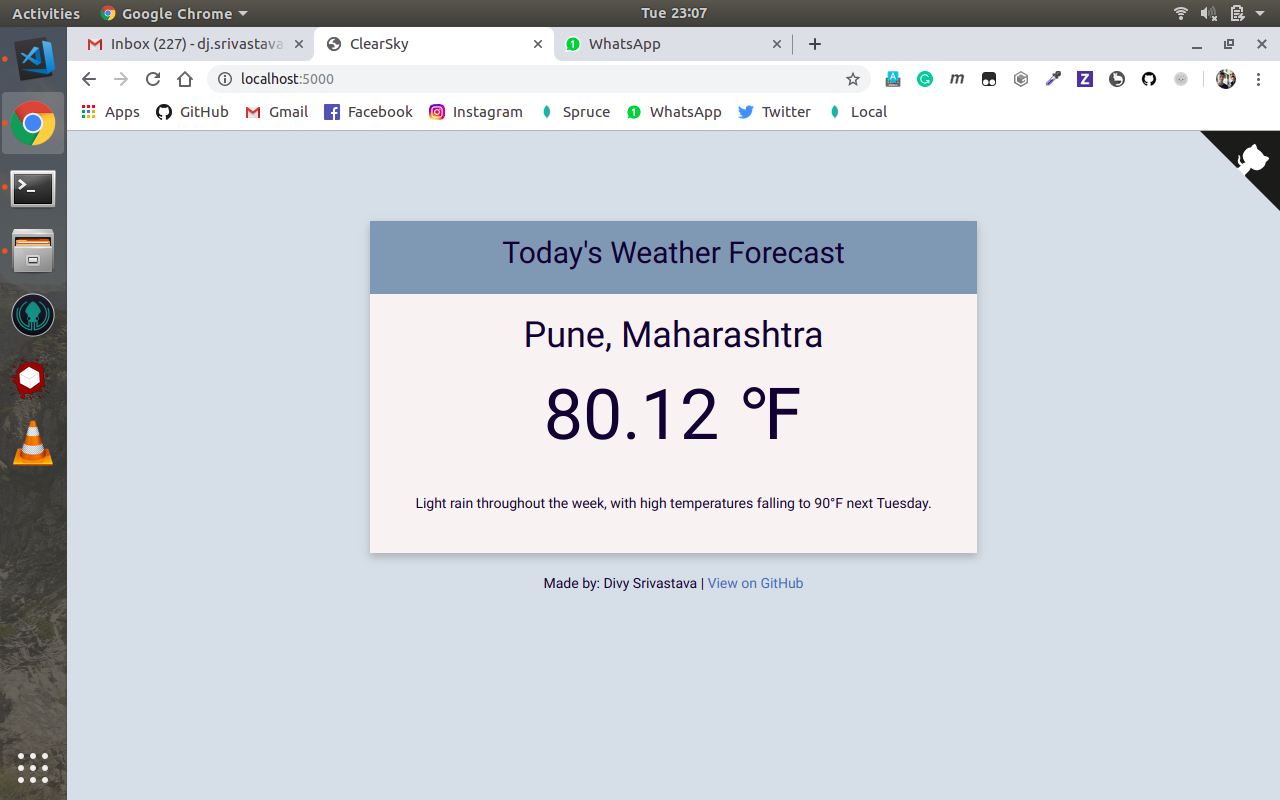 Activities Google Chrome Tue 23:07
Inbox (227) - dj.srivastava ClearSky WhatsApp
localhost:5000
Apps GitHub Gmail Facebook Instagram Spruce WhatsApp Twitter Local
Today's Weather Forecast
Pune, Maharashtra
80.12 °F
Light rain throughout the week, with high temperatures falling to 90°F next Tuesday.
Made by: Divy Srivastava | View on GitHub